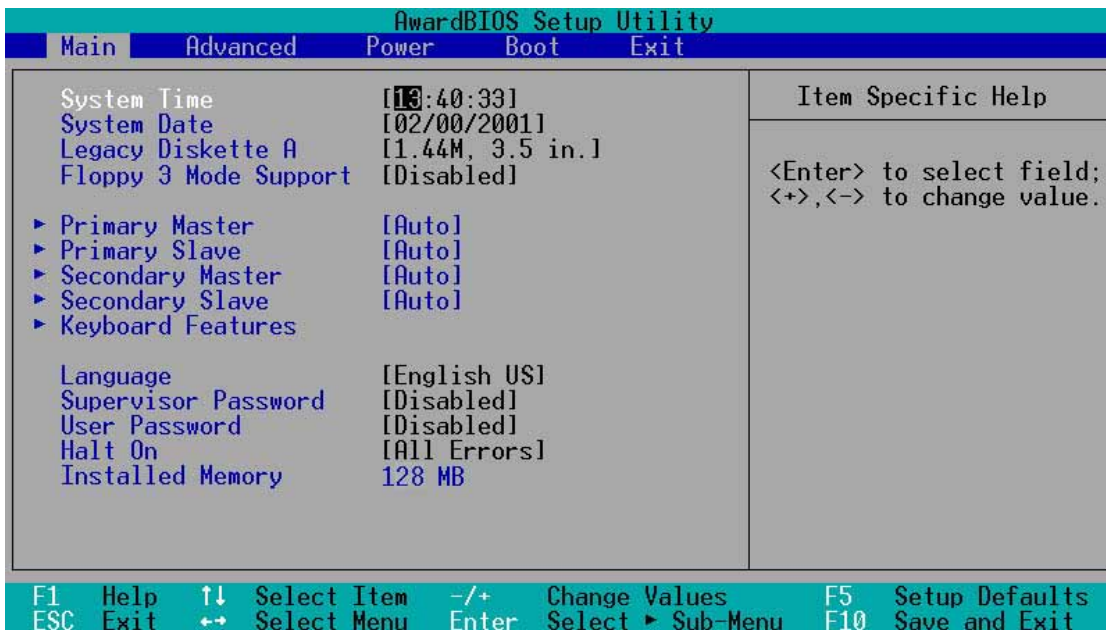 AwardBIOS Setup Utility
Main Advanced Power Boot Exit
System Time [13:40:33]
System Date [02/00/2001]
Legacy Diskette A [1.44M, 3.5 in.]
Floppy 3 Mode Support [Disabled]
► Primary Master [Auto]
► Primary Slave [Auto]
► Secondary Master [Auto]
► Secondary Slave [Auto]
► Keyboard Features
Language [English US]
Supervisor Password [Disabled]
User Password [Disabled]
Halt On [All Errors]
Installed Memory 128 MB
Item Specific Help
<Enter> to select field;
<+>,<-> to change value.
F1 Help ↑↓ Select Item -/+ Change Values F5 Setup Defaults
ESC Exit ←→ Select Menu Enter Select ► Sub-Menu F10 Save and Exit